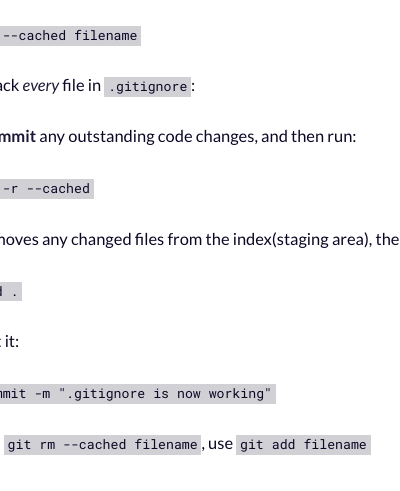 --cached filename
ack every file in .gitignore:
mmit any outstanding code changes, and then run:
-r --cached
moves any changed files from the index(staging area), the
d .
it:
mmit -m ".gitignore is now working"
git rm --cached filename, use git add filename